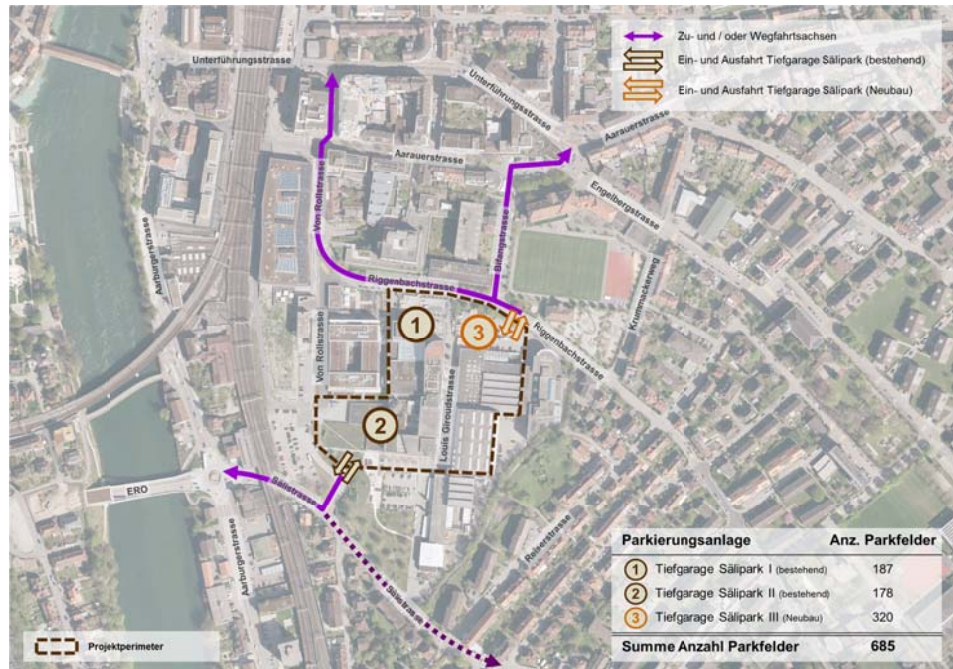 Zu- und / oder Wegfahrtsachsen
Ein- und Ausfahrt Tiefgarage Sälipark (bestehend)
Ein- und Ausfahrt Tiefgarage Sälipark (Neubau)
Unterführungsstrasse
Unterführungsstrasse
Aarauerstrasse
Aarauerstrasse
Engelbergstrasse
Von Rollstrasse
Bifangstrasse
Aarburgerstrasse
Riggenbachstrasse
Krummackerweg
1
3
Riggenbachstrasse
Von Rollstrasse
Louis Giroudstrasse
2
ERO
Sälistrasse
Aarburgerstrasse
Reiserstrasse
Sälistrasse
Parkierungsanlage Anz. Parkfelder
1 Tiefgarage Sälipark I (bestehend) 187
2 Tiefgarage Sälipark II (bestehend) 178
3 Tiefgarage Sälipark III (Neubau) 320
Summe Anzahl Parkfelder 685
Projektperimeter